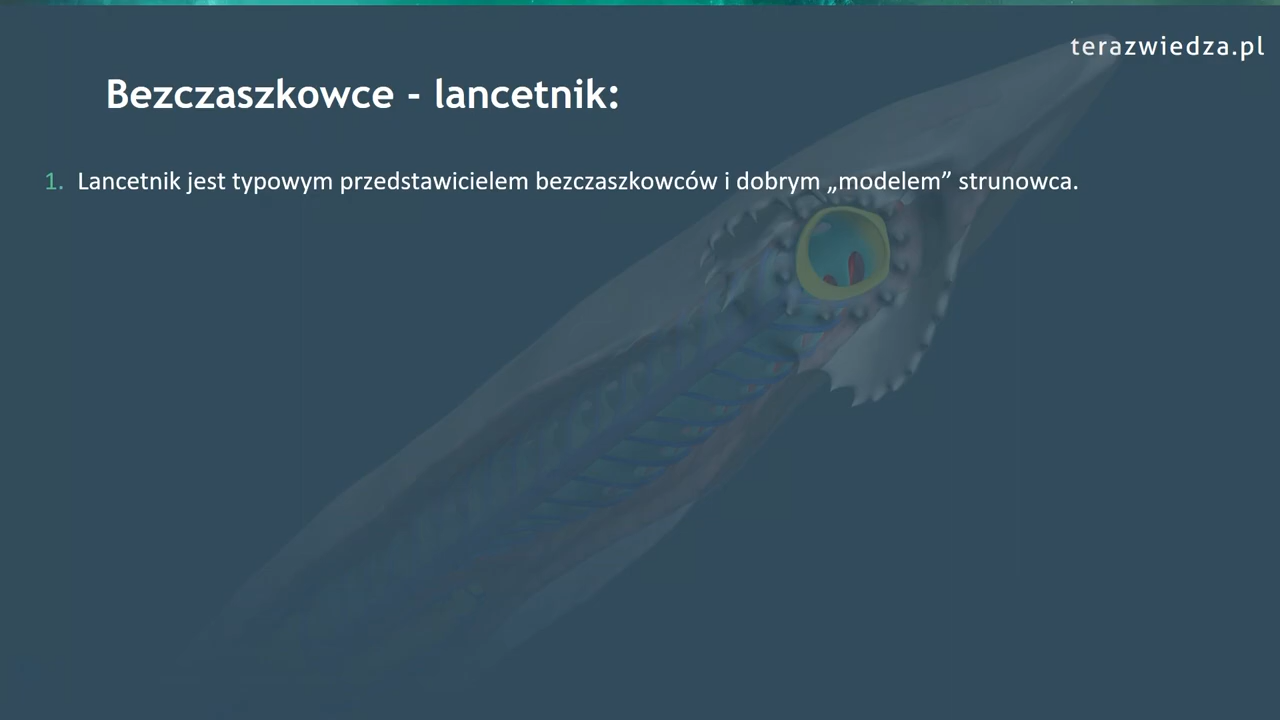 terazwiedza.pl
Bezczaszkowce - lancetnik:
1. Lancetnik jest typowym przedstawicielem bezczaszkowców i dobrym „modelem” strunowca.